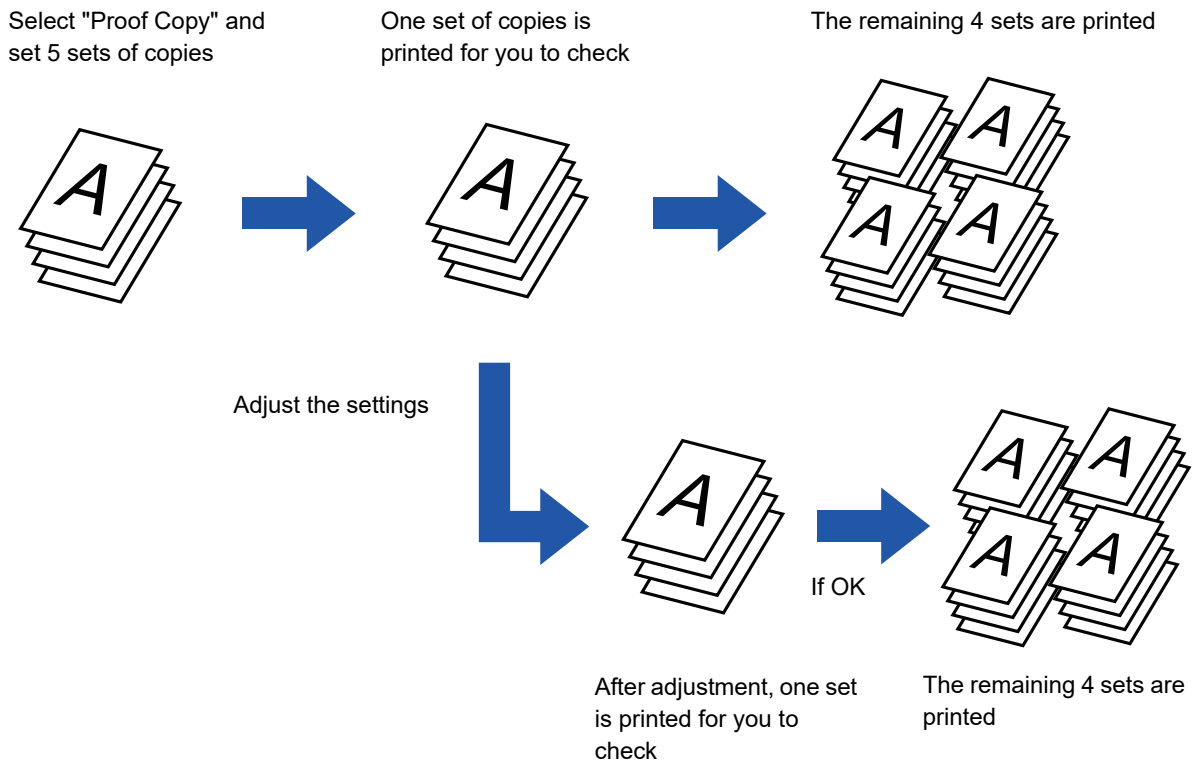 Select "Proof Copy" and
set 5 sets of copies
One set of copies is
printed for you to check
The remaining 4 sets are printed
A
A
A
A
A
A
Adjust the settings
A
A
A
A
A
If OK
After adjustment, one set
is printed for you to
check
The remaining 4 sets are
printed